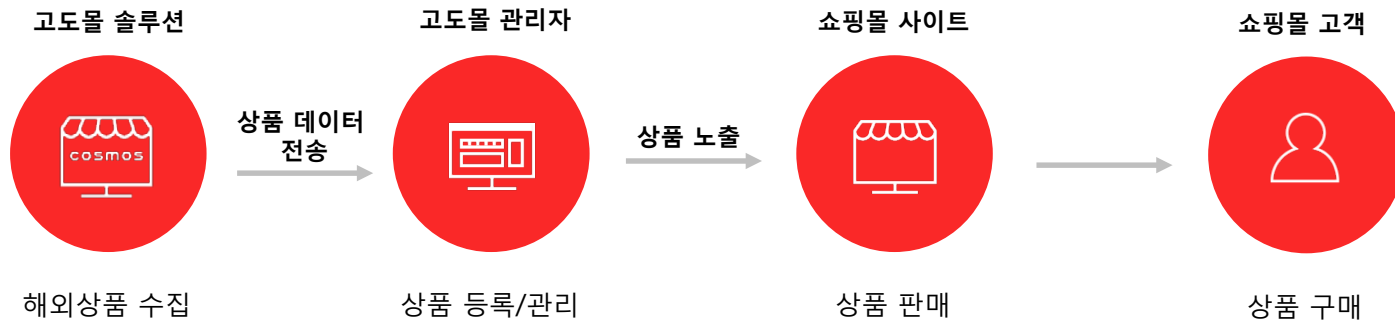 고도몰 솔루션
고도몰 관리자
쇼핑몰 사이트
쇼핑몰 고객
cosmos
상품 데이터
전송
상품 노출
해외상품 수집
상품 등록/관리
상품 판매
상품 구매